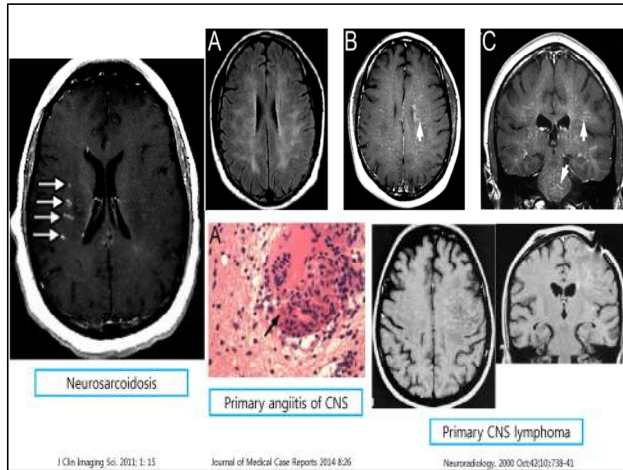 A
B
C
A
Neurosarcoidosis
Primary angiitis of CNS
Primary CNS lymphoma
J Clin Imaging Sci. 2011; 1: 15
Journal of Medical Case Reports 2014 8:26
Neuroradiology. 2000 Oct;42(10):738-41